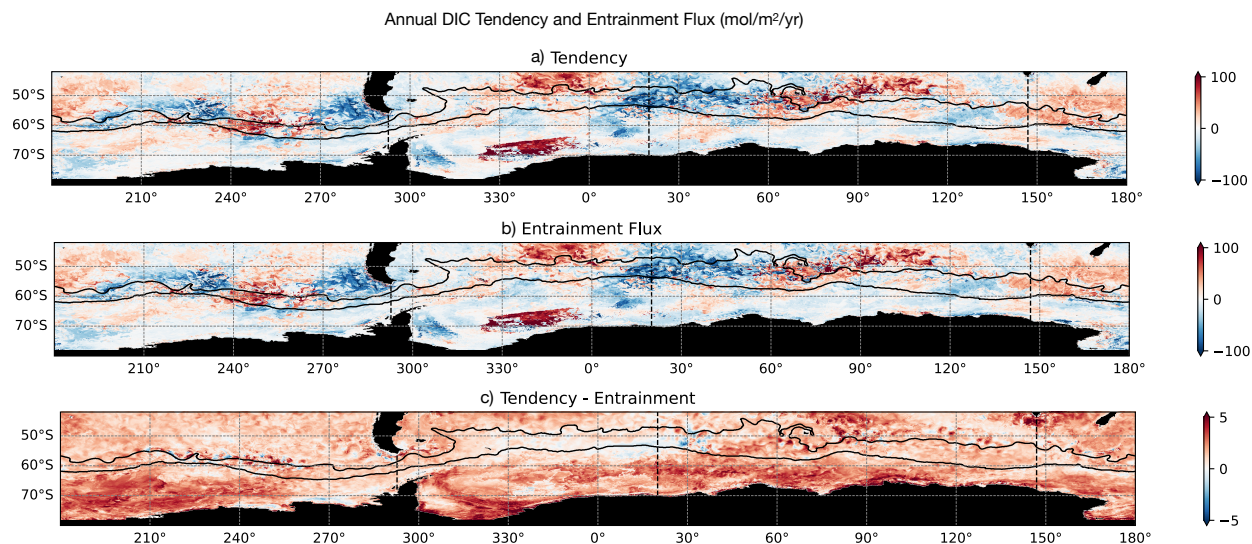 Annual DIC Tendency and Entrainment Flux (mol/m²/yr)
a) Tendency
50°S
60°S
70°S
210° 240° 270° 300° 330° 0° 30° 60° 90° 120° 150° 180°
100
0
−100
b) Entrainment Flux
50°S
60°S
70°S
210° 240° 270° 300° 330° 0° 30° 60° 90° 120° 150° 180°
100
0
−100
c) Tendency - Entrainment
50°S
60°S
70°S
210° 240° 270° 300° 330° 0° 30° 60° 90° 120° 150° 180°
5
0
−5